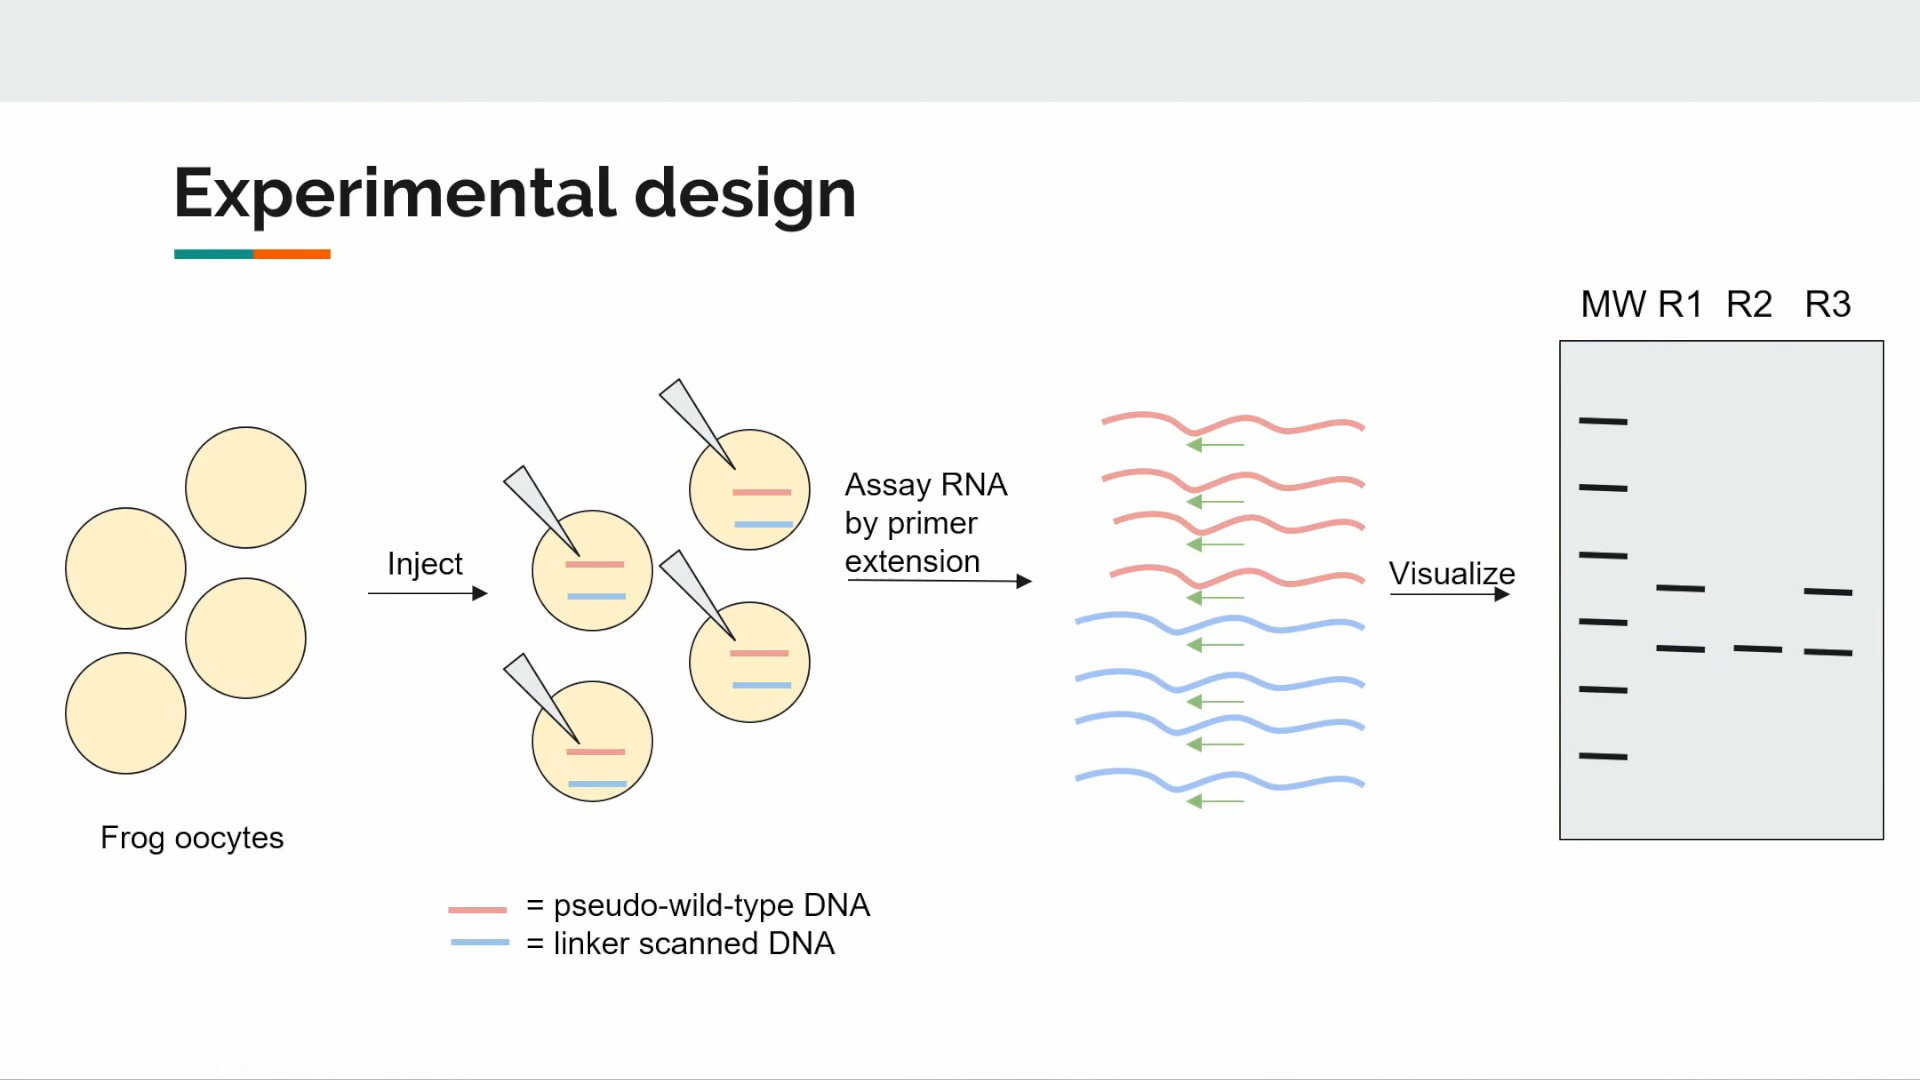 Experimental design
MW R1 R2 R3
Inject
Assay RNA
by primer
extension
Visualize
Frog oocytes
= pseudo-wild-type DNA
= linker scanned DNA